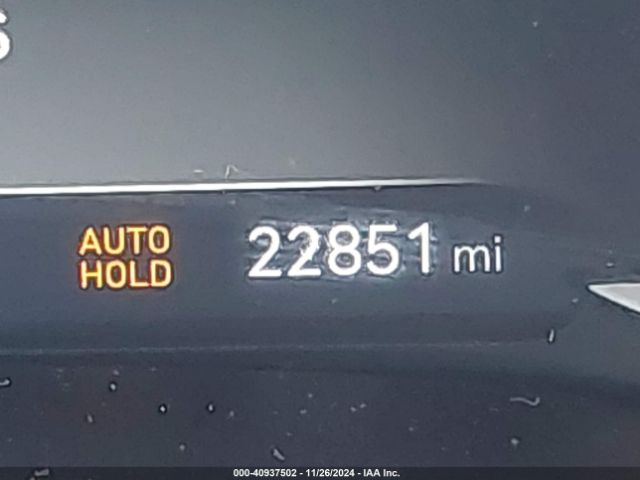 AUTO
HOLD
22851 mi
000-40937502 - 11/26/2024 - IAA Inc.